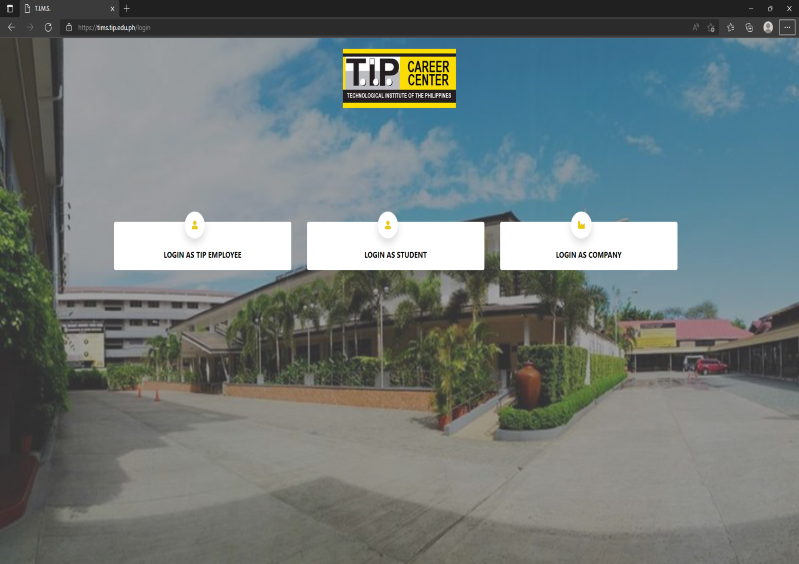 T.I.M.S.
https://tims.tip.edu.ph/login
TiP CAREER CENTER
TECHNOLOGICAL INSTITUTE OF THE PHILIPPINES
LOGIN AS TIP EMPLOYEE
LOGIN AS STUDENT
LOGIN AS COMPANY